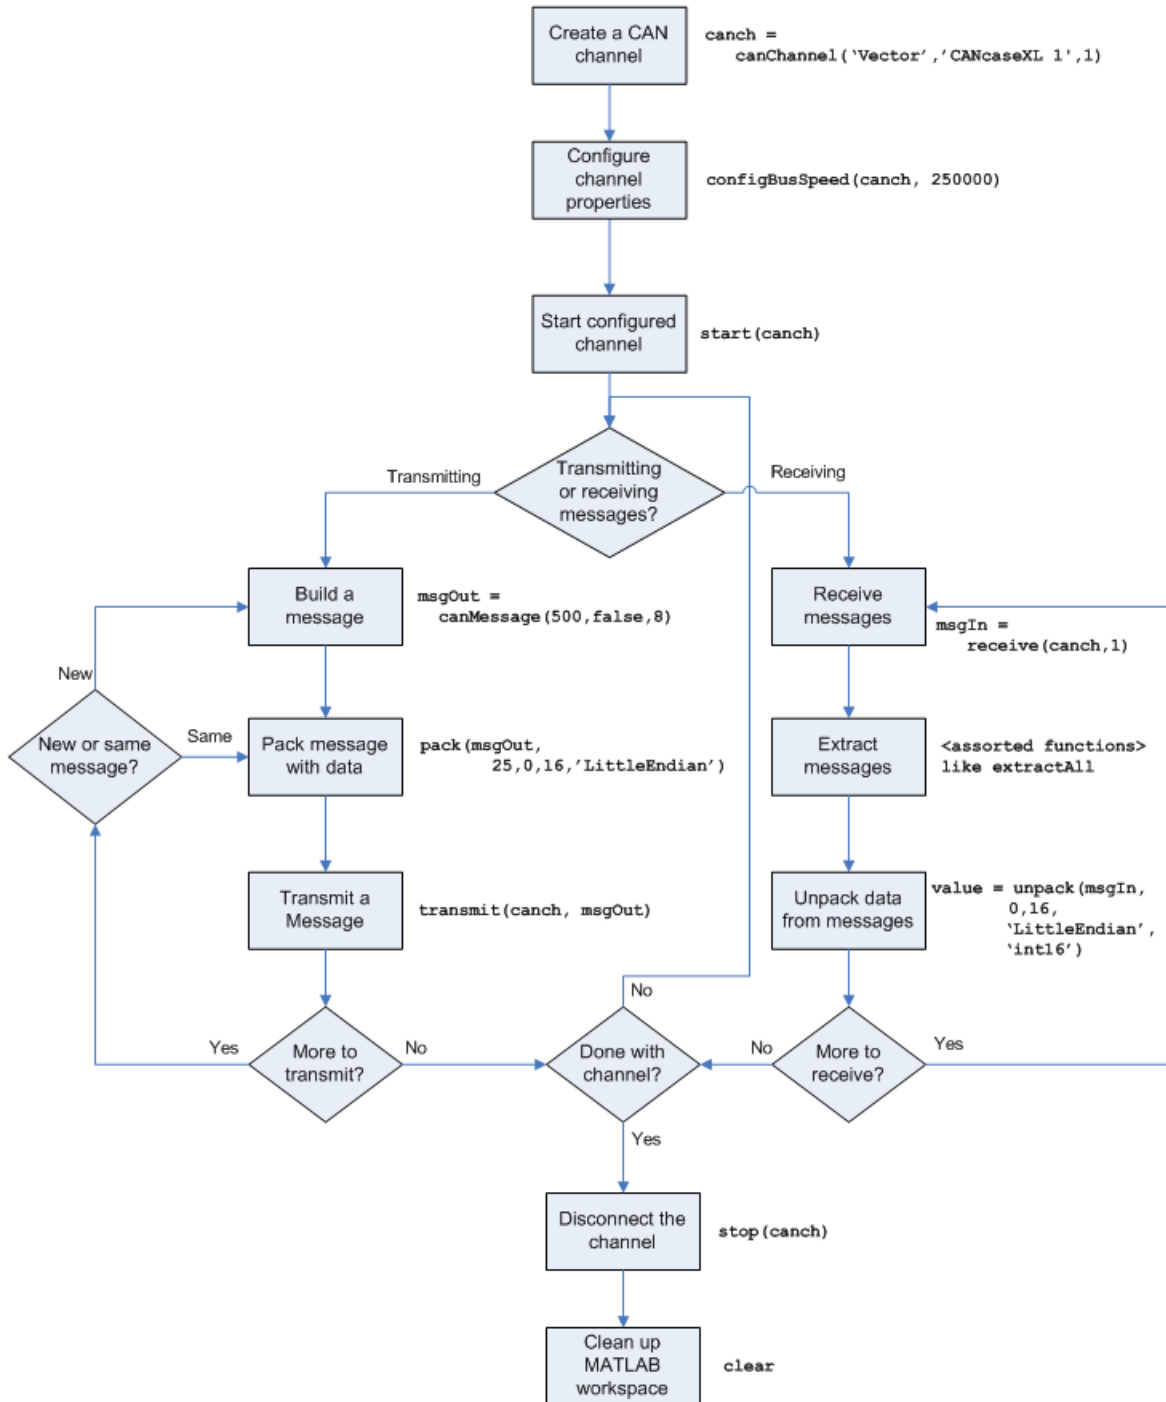 Create a CAN
channel
canch =
canChannel(‘Vector’,’CANcaseXL 1',1)
Configure
channel
properties
configBusSpeed(canch, 250000)
Start configured
channel
start(canch)
Transmitting
or receiving
messages?
Transmitting
Receiving
Build a
message
msgOut =
canMessage(500,false,8)
Receive
messages
msgIn =
receive(canch,1)
New
New or same
message?
Same
Pack message
with data
pack(msgOut,
25,0,16,’LittleEndian’)
Extract
messages
<assorted functions>
like extractAll
Transmit a
Message
transmit(canch, msgOut)
Unpack data
from messages
value = unpack(msgIn,
0,16,
‘LittleEndian’,
‘int16’)
Yes
More to
transmit?
No
No
Done with
channel?
Yes
No
More to
receive?
Yes
Disconnect the
channel
stop(canch)
Clean up
MATLAB
workspace
clear